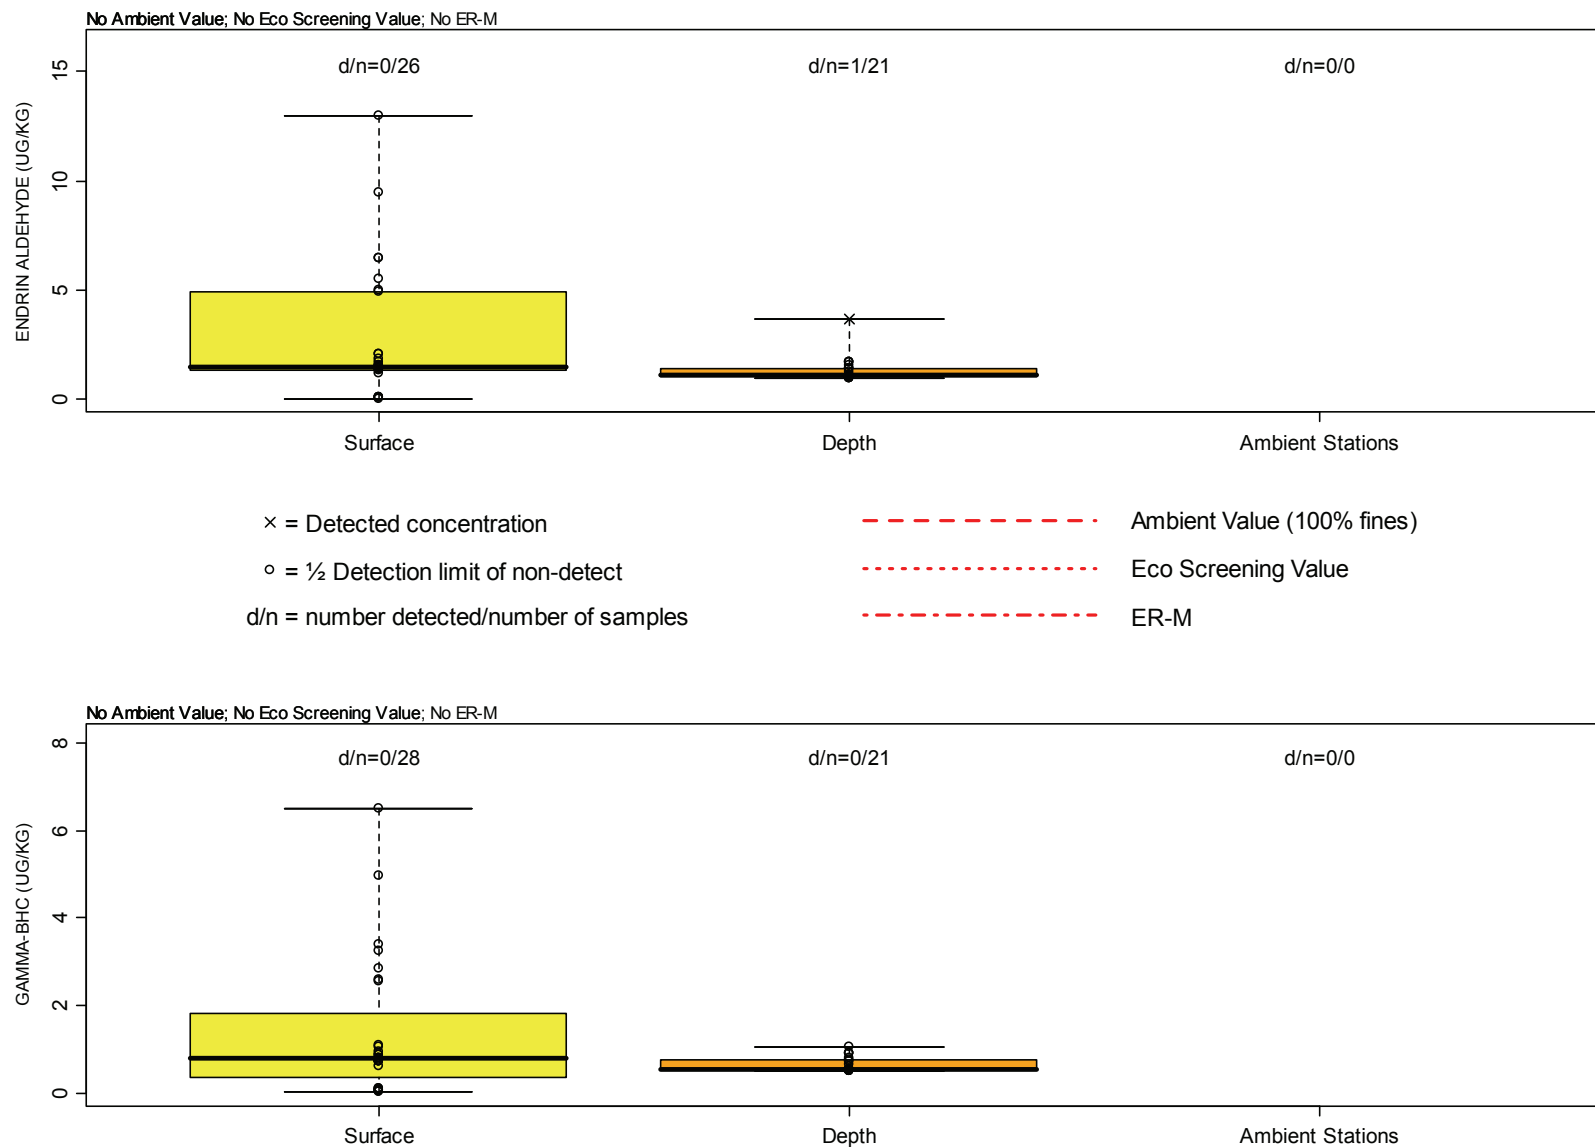 No Ambient Value; No Eco Screening Value; No ER-M
d/n=0/26 d/n=1/21 d/n=0/0
ENDRIN ALDEHYDE (UG/KG)
15
10
5
0
Surface Depth Ambient Stations
× = Detected concentration
○ = ½ Detection limit of non-detect
d/n = number detected/number of samples
Ambient Value (100% fines)
Eco Screening Value
ER-M
No Ambient Value; No Eco Screening Value; No ER-M
d/n=0/28 d/n=0/21 d/n=0/0
GAMMA-BHC (UG/KG)
8
6
4
2
0
Surface Depth Ambient Stations